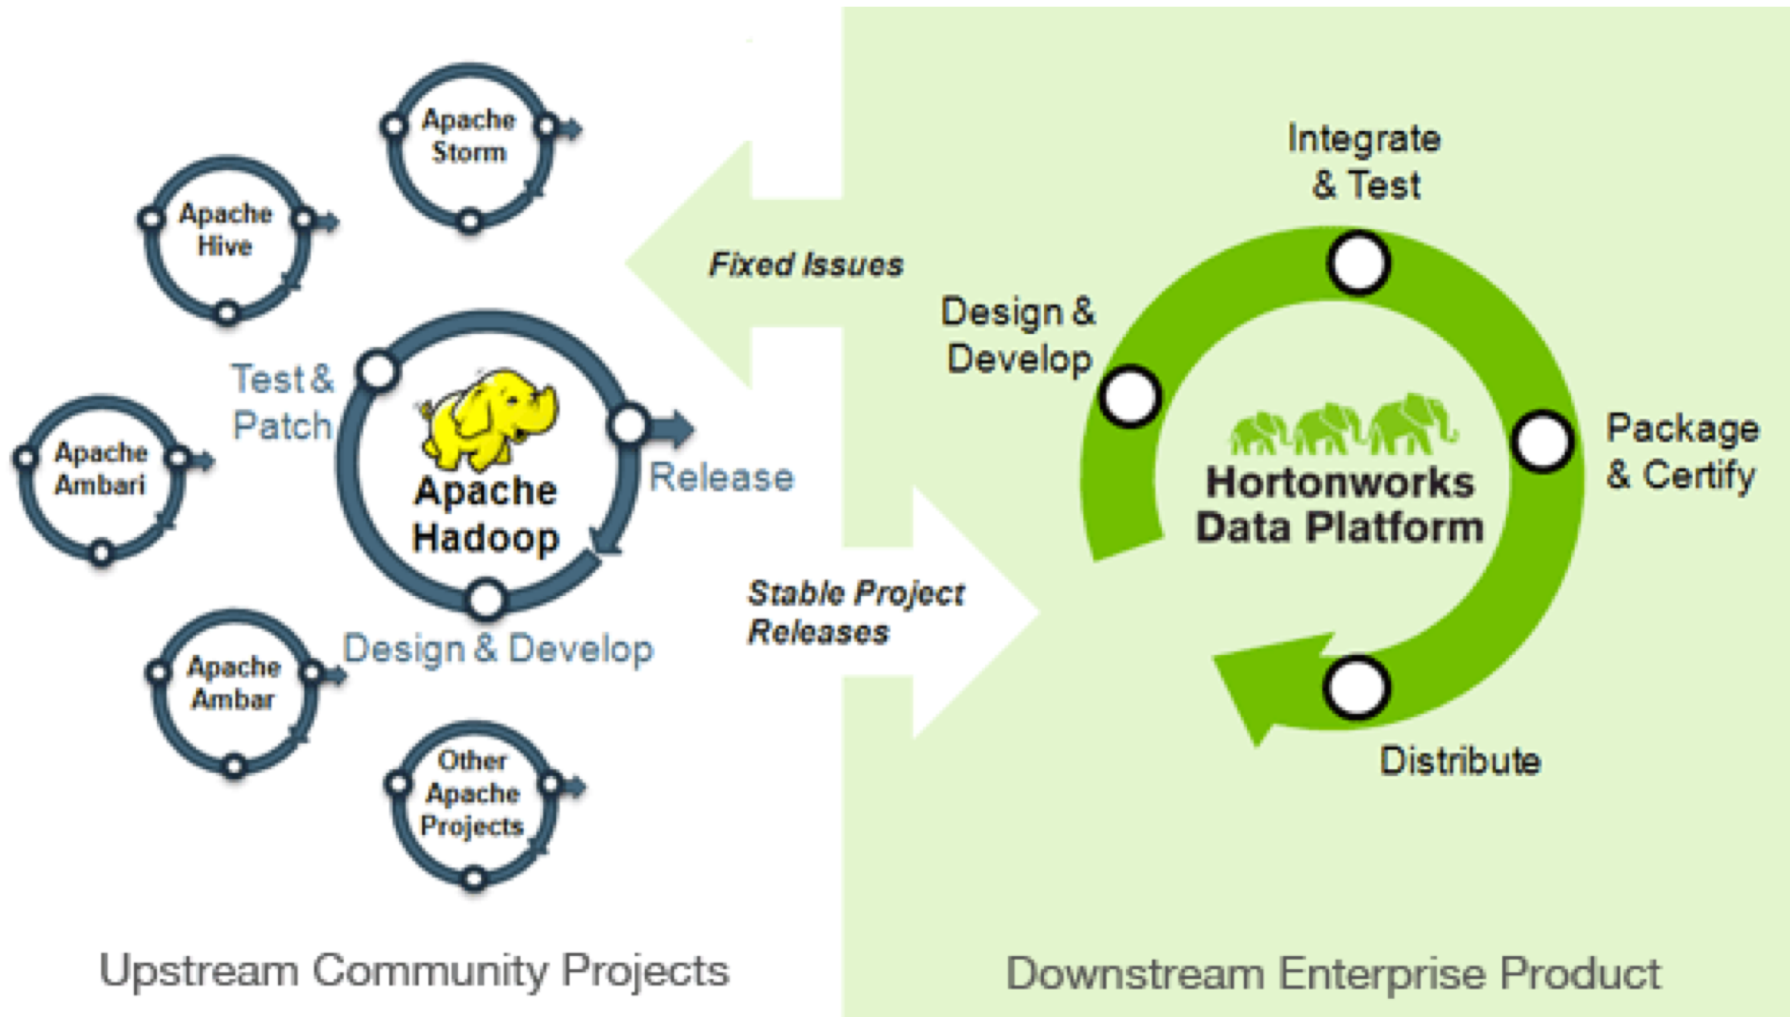 Apache
Storm
Apache
Hive
Apache
Ambari
Apache
Ambar
Other
Apache
Projects
Test &
Patch
Apache
Hadoop
Release
Design & Develop
Upstream Community Projects
Fixed Issues
Stable Project
Releases
Integrate
& Test
Design &
Develop
Hortonworks
Data Platform
Package
& Certify
Distribute
Downstream Enterprise Product